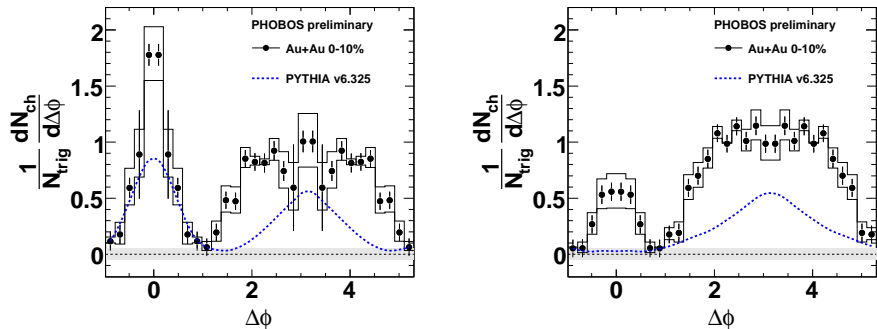 PHOBOS preliminary
Au+Au 0-10%
PYTHIA v6.325
1 dN_ch
N_trig dΔϕ
2
1.5
1
0.5
0
0 2 4
Δϕ
PHOBOS preliminary
Au+Au 0-10%
PYTHIA v6.325
1 dN_ch
N_trig dΔϕ
2
1.5
1
0.5
0
0 2 4
Δϕ